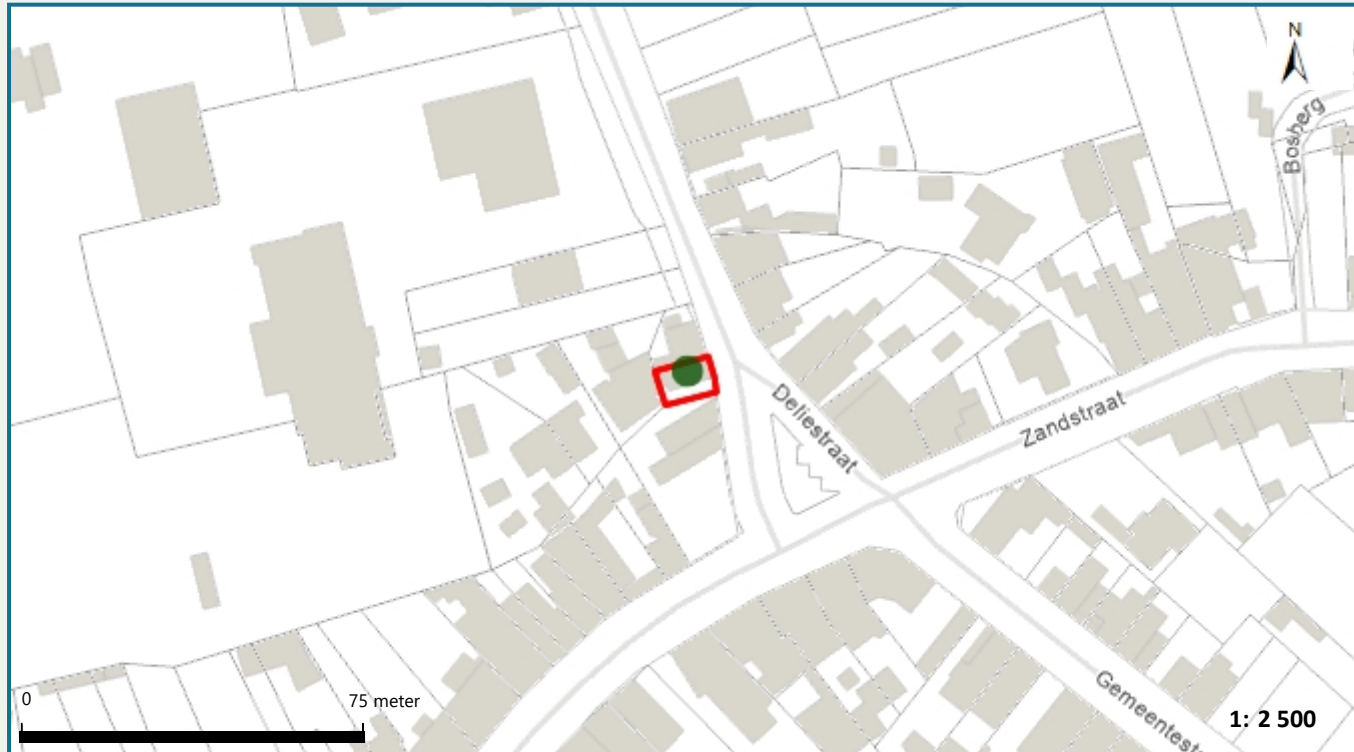 N
Bosberg
Deliestraat
Zandstraat
Gemeentest
0
75 meter
1: 2 500